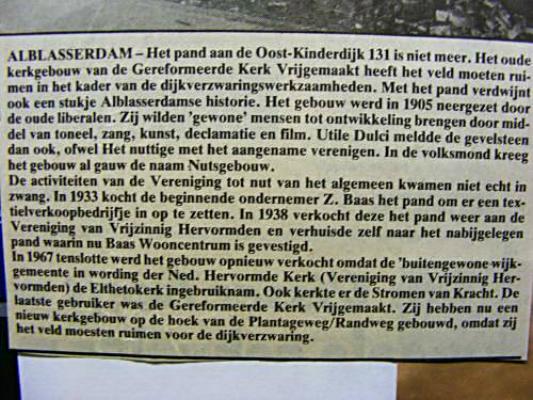 ALBLASSERDAM – Het pand aan de Oost-Kinderdijk 131 is niet meer. Het oude
kerkgebouw van de Gereformeerde Kerk Vrijgemaakt heeft het veld moeten rui-
men in het kader van de dijkverzwaringswerkzaamheden. Met het pand verdwijnt
ook een stukje Alblasserdamse historie. Het gebouw werd in 1905 neergezet door
de oude liberalen. Zij wilden 'gewone' mensen tot ontwikkeling brengen door mid-
del van toneel, zang, kunst, declamatie en film. Utile Dulci meldde de gevelsteen
dan ook, ofwel Het nuttige met het aangename verenigen. In de volksmond kreeg
het gebouw al gauw de naam Nutsgebouw.
De activiteiten van de Vereniging tot nut van het algemeen kwamen niet echt in
zwang. In 1933 kocht de beginnende ondernemer Z. Baas het pand om er een tex-
tielverkoopbedrijfje in op te zetten. In 1938 verkocht deze het pand weer aan de
Vereniging van Vrijzinnig Hervormden en verhuisde zelf naar het nabijgelegen
pand waarin nu Baas Wooncentrum is gevestigd.
In 1967 tenslotte werd het gebouw opnieuw verkocht omdat de 'buitengewone wijk-
gemeente in wording der Ned. Hervormde Kerk (Vereniging van Vrijzinnig Her-
vormden) de Elthetokerk ingebruiknam. Ook kerkte er de Stromen van Kracht. De
laatste gebruiker was de Gereformeerde Kerk Vrijgemaakt. Zij hebben nu een
nieuw kerkgebouw op de hoek van de Plantageweg/Randweg gebouwd, omdat zij
het veld moesten ruimen voor de dijkverzwaring.